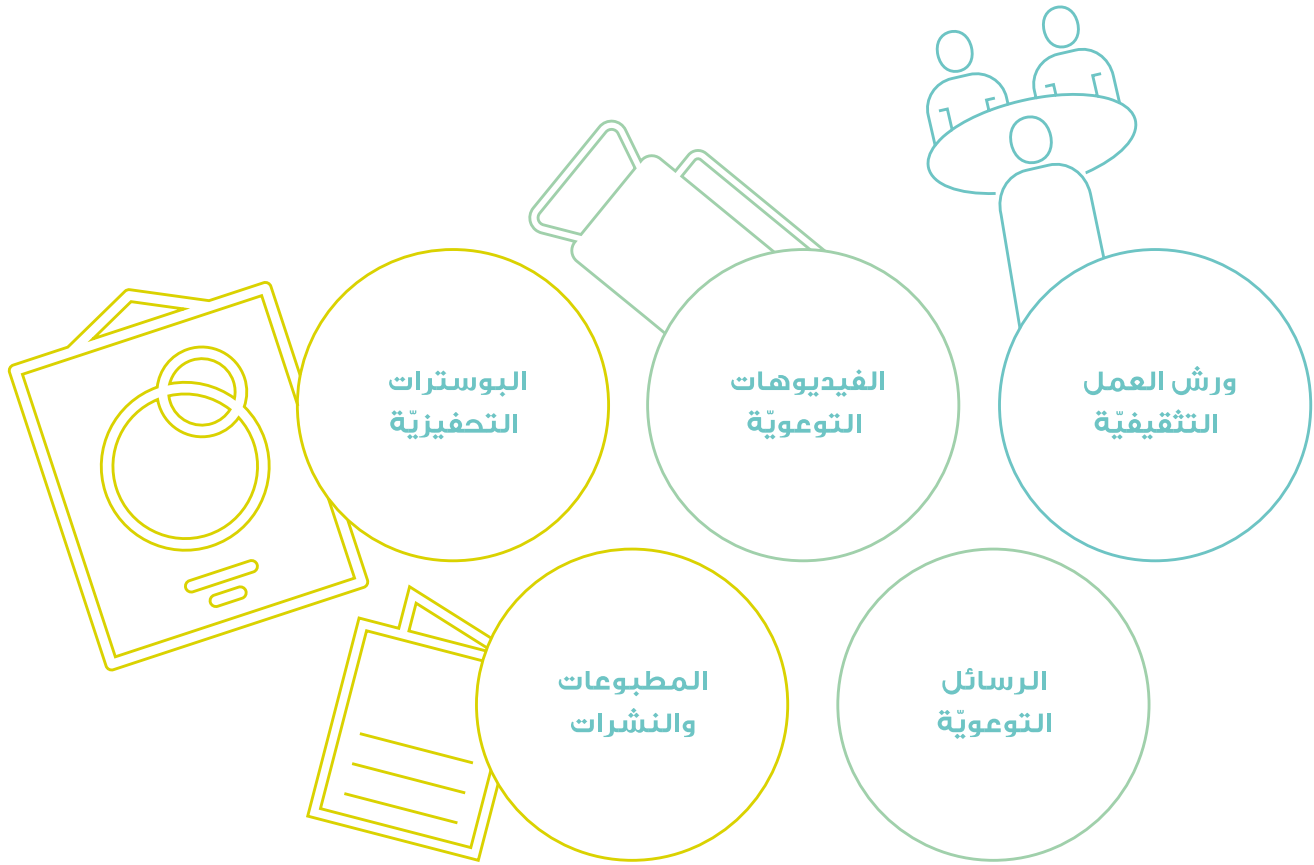 ورش العمل
التثقيفيّة
الفيديوهات
التوعويّة
البوسترات
التحفيزيّة
الرسائل
التوعويّة
المطبوعات
والنشرات